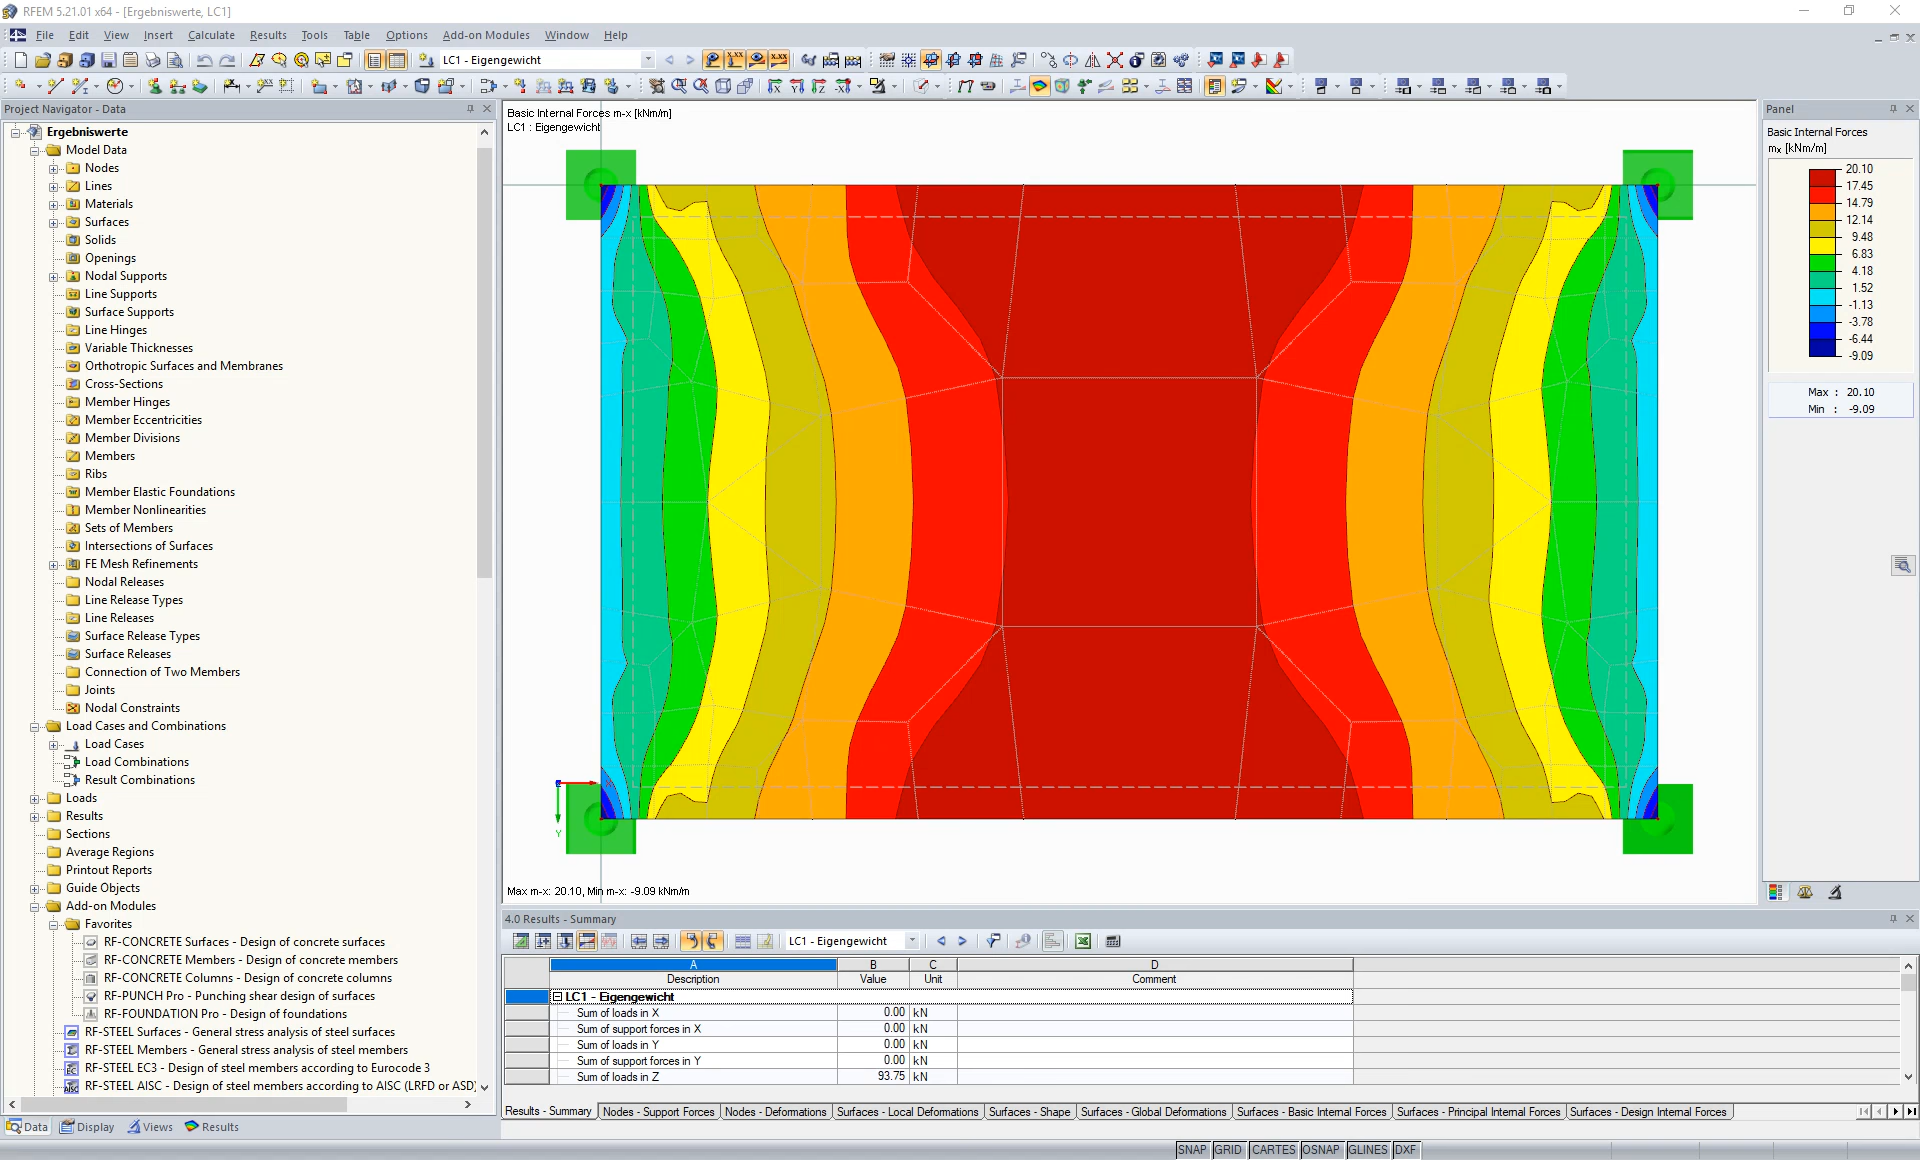 RFEM 5.21.01 x64 - [Ergebniswerte, LC1]
File Edit View Insert Calculate Results Tools Table Options Add-on Modules Window Help
LC1 - Eigengewicht
Project Navigator - Data
Ergebniswerte
Model Data
Nodes
Lines
Materials
Surfaces
Solids
Openings
Nodal Supports
Line Supports
Surface Supports
Line Hinges
Variable Thicknesses
Orthotropic Surfaces and Membranes
Cross-Sections
Member Hinges
Member Eccentricities
Member Divisions
Members
Ribs
Member Elastic Foundations
Member Nonlinearities
Sets of Members
Intersections of Surfaces
FE Mesh Refinements
Nodal Releases
Line Release Types
Line Releases
Surface Release Types
Surface Releases
Connection of Two Members
Joints
Nodal Constraints
Load Cases and Combinations
Load Cases
Load Combinations
Result Combinations
Loads
Results
Sections
Average Regions
Printout Reports
Guide Objects
Add-on Modules
Favorites
RF-CONCRETE Surfaces - Design of concrete surfaces
RF-CONCRETE Members - Design of concrete members
RF-CONCRETE Columns - Design of concrete columns
RF-PUNCH Pro - Punching shear design of surfaces
RF-FOUNDATION Pro - Design of foundations
RF-STEEL Surfaces - General stress analysis of steel surfaces
RF-STEEL Members - General stress analysis of steel members
RF-STEEL EC3 - Design of steel members according to Eurocode 3
RF-STEEL AISC - Design of steel members according to AISC (LRFD or ASD)
Data Display Views Results
Basic Internal Forces m-x [kNm/m]
LC1 : Eigengewicht
Y
Max m-x: 20.10, Min m-x: -9.09 kNm/m
Panel
Basic Internal Forces
mx [kNm/m]
20.10
17.45
14.79
12.14
9.48
6.83
4.18
1.52
-1.13
-3.78
-6.44
-9.09
Max : 20.10
Min : -9.09
4.0 Results - Summary
LC1 - Eigengewicht
A B C D
Description Value Unit Comment
LC1 - Eigengewicht
Sum of loads in X 0.00 kN
Sum of support forces in X 0.00 kN
Sum of loads in Y 0.00 kN
Sum of support forces in Y 0.00 kN
Sum of loads in Z 93.75 kN
Results - Summary Nodes - Support Forces Nodes - Deformations Surfaces - Local Deformations Surfaces - Shape Surfaces - Global Deformations Surfaces - Basic Internal Forces Surfaces - Principal Internal Forces Surfaces - Design Internal Forces
SNAP GRID CARTES OSNAP GLINES DXF